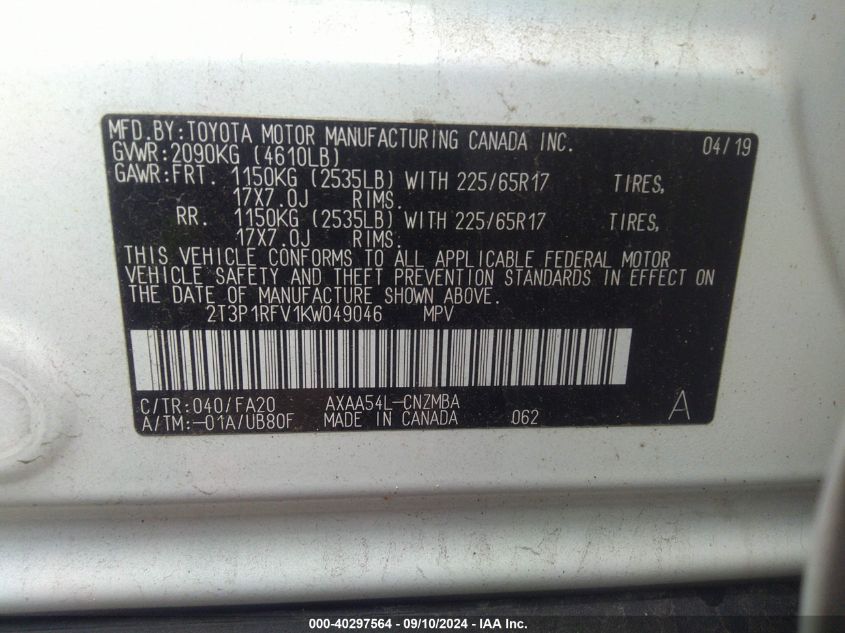 MFD.BY:TOYOTA MOTOR MANUFACTURING CANADA INC. 04/19
GVWR:2090KG (4610LB)
GAWR:FRT. 1150KG (2535LB) WITH 225/65R17 TIRES,
17X7.0J RIMS.
RR. 1150KG (2535LB) WITH 225/65R17 TIRES,
17X7.0J RIMS.
THIS VEHICLE CONFORMS TO ALL APPLICABLE FEDERAL MOTOR
VEHICLE SAFETY AND THEFT PREVENTION STANDARDS IN EFFECT ON
THE DATE OF MANUFACTURE SHOWN ABOVE.
2T3P1RFV1KW049046 MPV
C/TR:040/FA20 AXAA54L-CNZMBA A
A/TM:-01A/UB80F MADE IN CANADA 062
000-40297564 - 09/10/2024 - IAA Inc.